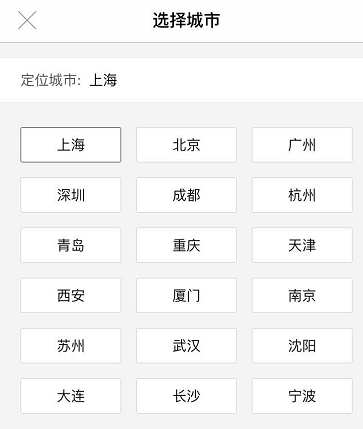 选择城市
定位城市: 上海
上海 北京 广州
深圳 成都 杭州
青岛 重庆 天津
西安 厦门 南京
苏州 武汉 沈阳
大连 长沙 宁波